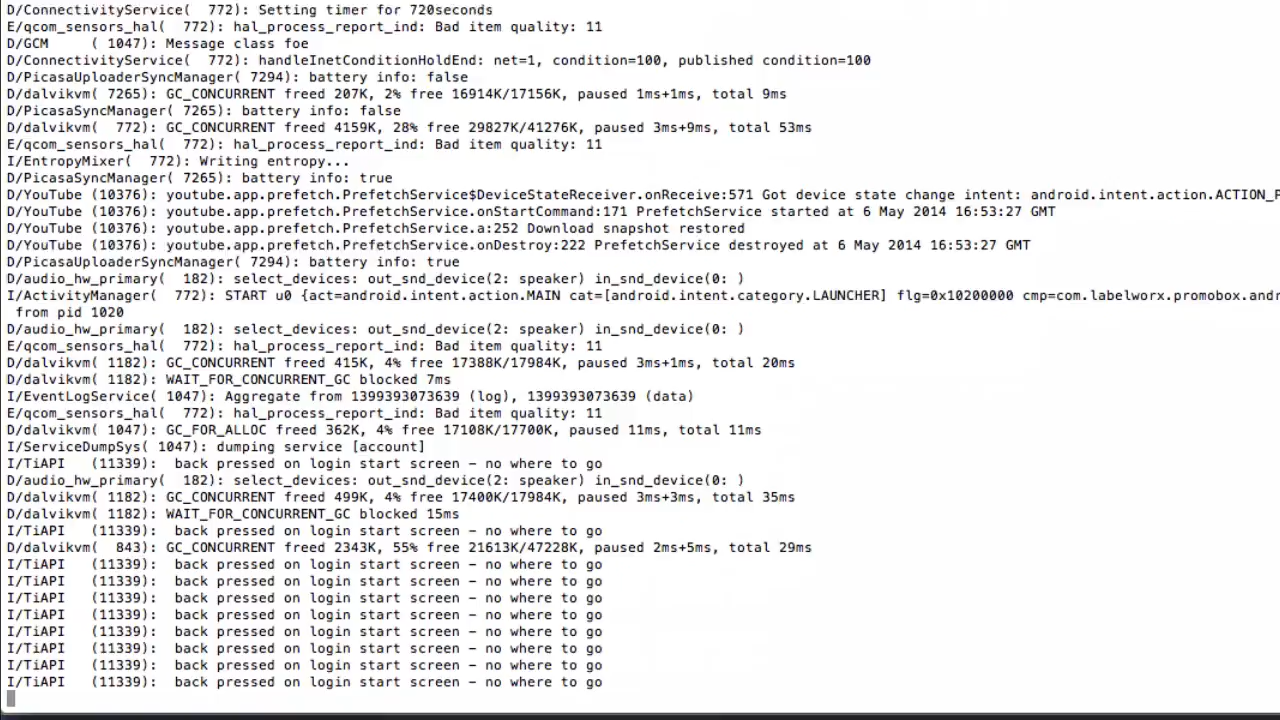 D/ConnectivityService(  772): Setting timer for 720seconds
E/qcom_sensors_hal(  772): hal_process_report_ind: Bad item quality: 11
D/GCM     ( 1047): Message class foe
D/ConnectivityService(  772): handleInetConditionHoldEnd: net=1, condition=100, published condition=100
D/PicasaUploaderSyncManager( 7294): battery info: false
D/dalvikvm( 7265): GC_CONCURRENT freed 207K, 2% free 16914K/17156K, paused 1ms+1ms, total 9ms
D/PicasaSyncManager( 7265): battery info: false
D/dalvikvm(  772): GC_CONCURRENT freed 4159K, 28% free 29827K/41276K, paused 3ms+9ms, total 53ms
E/qcom_sensors_hal(  772): hal_process_report_ind: Bad item quality: 11
I/EntropyMixer(  772): Writing entropy...
D/PicasaSyncManager( 7265): battery info: true
D/YouTube (10376): youtube.app.prefetch.PrefetchService$DeviceStateReceiver.onReceive:571 Got device state change intent: android.intent.action.ACTION_P
D/YouTube (10376): youtube.app.prefetch.PrefetchService.onStartCommand:171 PrefetchService started at 6 May 2014 16:53:27 GMT
D/YouTube (10376): youtube.app.prefetch.PrefetchService.a:252 Download snapshot restored
D/YouTube (10376): youtube.app.prefetch.PrefetchService.onDestroy:222 PrefetchService destroyed at 6 May 2014 16:53:27 GMT
D/PicasaUploaderSyncManager( 7294): battery info: true
D/audio_hw_primary(  182): select_devices: out_snd_device(2: speaker) in_snd_device(0: )
I/ActivityManager(  772): START u0 {act=android.intent.action.MAIN cat=[android.intent.category.LAUNCHER] flg=0x10200000 cmp=com.labelworx.promobox.andr
 from pid 1020
D/audio_hw_primary(  182): select_devices: out_snd_device(2: speaker) in_snd_device(0: )
E/qcom_sensors_hal(  772): hal_process_report_ind: Bad item quality: 11
D/dalvikvm( 1182): GC_CONCURRENT freed 415K, 4% free 17388K/17984K, paused 3ms+1ms, total 20ms
D/dalvikvm( 1182): WAIT_FOR_CONCURRENT_GC blocked 7ms
I/EventLogService( 1047): Aggregate from 1399393073639 (log), 1399393073639 (data)
E/qcom_sensors_hal(  772): hal_process_report_ind: Bad item quality: 11
D/dalvikvm( 1047): GC_FOR_ALLOC freed 362K, 4% free 17108K/17700K, paused 11ms, total 11ms
I/ServiceDumpSys( 1047): dumping service [account]
I/TiAPI   (11339):  back pressed on login start screen – no where to go
D/audio_hw_primary(  182): select_devices: out_snd_device(2: speaker) in_snd_device(0: )
D/dalvikvm( 1182): GC_CONCURRENT freed 499K, 4% free 17400K/17984K, paused 3ms+3ms, total 35ms
D/dalvikvm( 1182): WAIT_FOR_CONCURRENT_GC blocked 15ms
I/TiAPI   (11339):  back pressed on login start screen – no where to go
D/dalvikvm(  843): GC_CONCURRENT freed 2343K, 55% free 21613K/47228K, paused 2ms+5ms, total 29ms
I/TiAPI   (11339):  back pressed on login start screen – no where to go
I/TiAPI   (11339):  back pressed on login start screen – no where to go
I/TiAPI   (11339):  back pressed on login start screen – no where to go
I/TiAPI   (11339):  back pressed on login start screen – no where to go
I/TiAPI   (11339):  back pressed on login start screen – no where to go
I/TiAPI   (11339):  back pressed on login start screen – no where to go
I/TiAPI   (11339):  back pressed on login start screen – no where to go
I/TiAPI   (11339):  back pressed on login start screen – no where to go